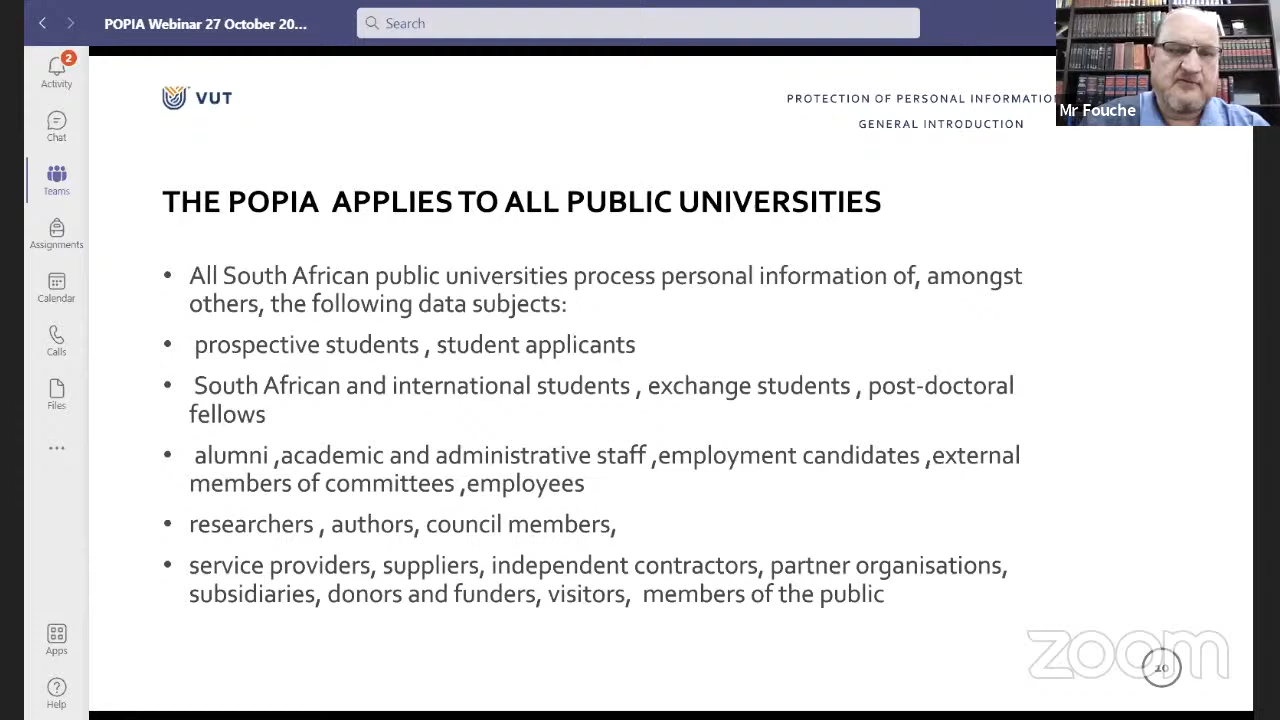 POPIA Webinar 27 October 20...
Search
Mr Fouche
2
Activity
Chat
Teams
Assignments
Calendar
Calls
Files
...
Apps
Help
VUT
PROTECTION OF PERSONAL INFORMATIO
GENERAL INTRODUCTION
THE POPIA APPLIES TO ALL PUBLIC UNIVERSITIES
• All South African public universities process personal information of, amongst
others, the following data subjects:
• prospective students , student applicants
• South African and international students , exchange students , post-doctoral
fellows
• alumni ,academic and administrative staff ,employment candidates ,external
members of committees ,employees
• researchers , authors, council members,
• service providers, suppliers, independent contractors, partner organisations,
subsidiaries, donors and funders, visitors, members of the public
zoom
10